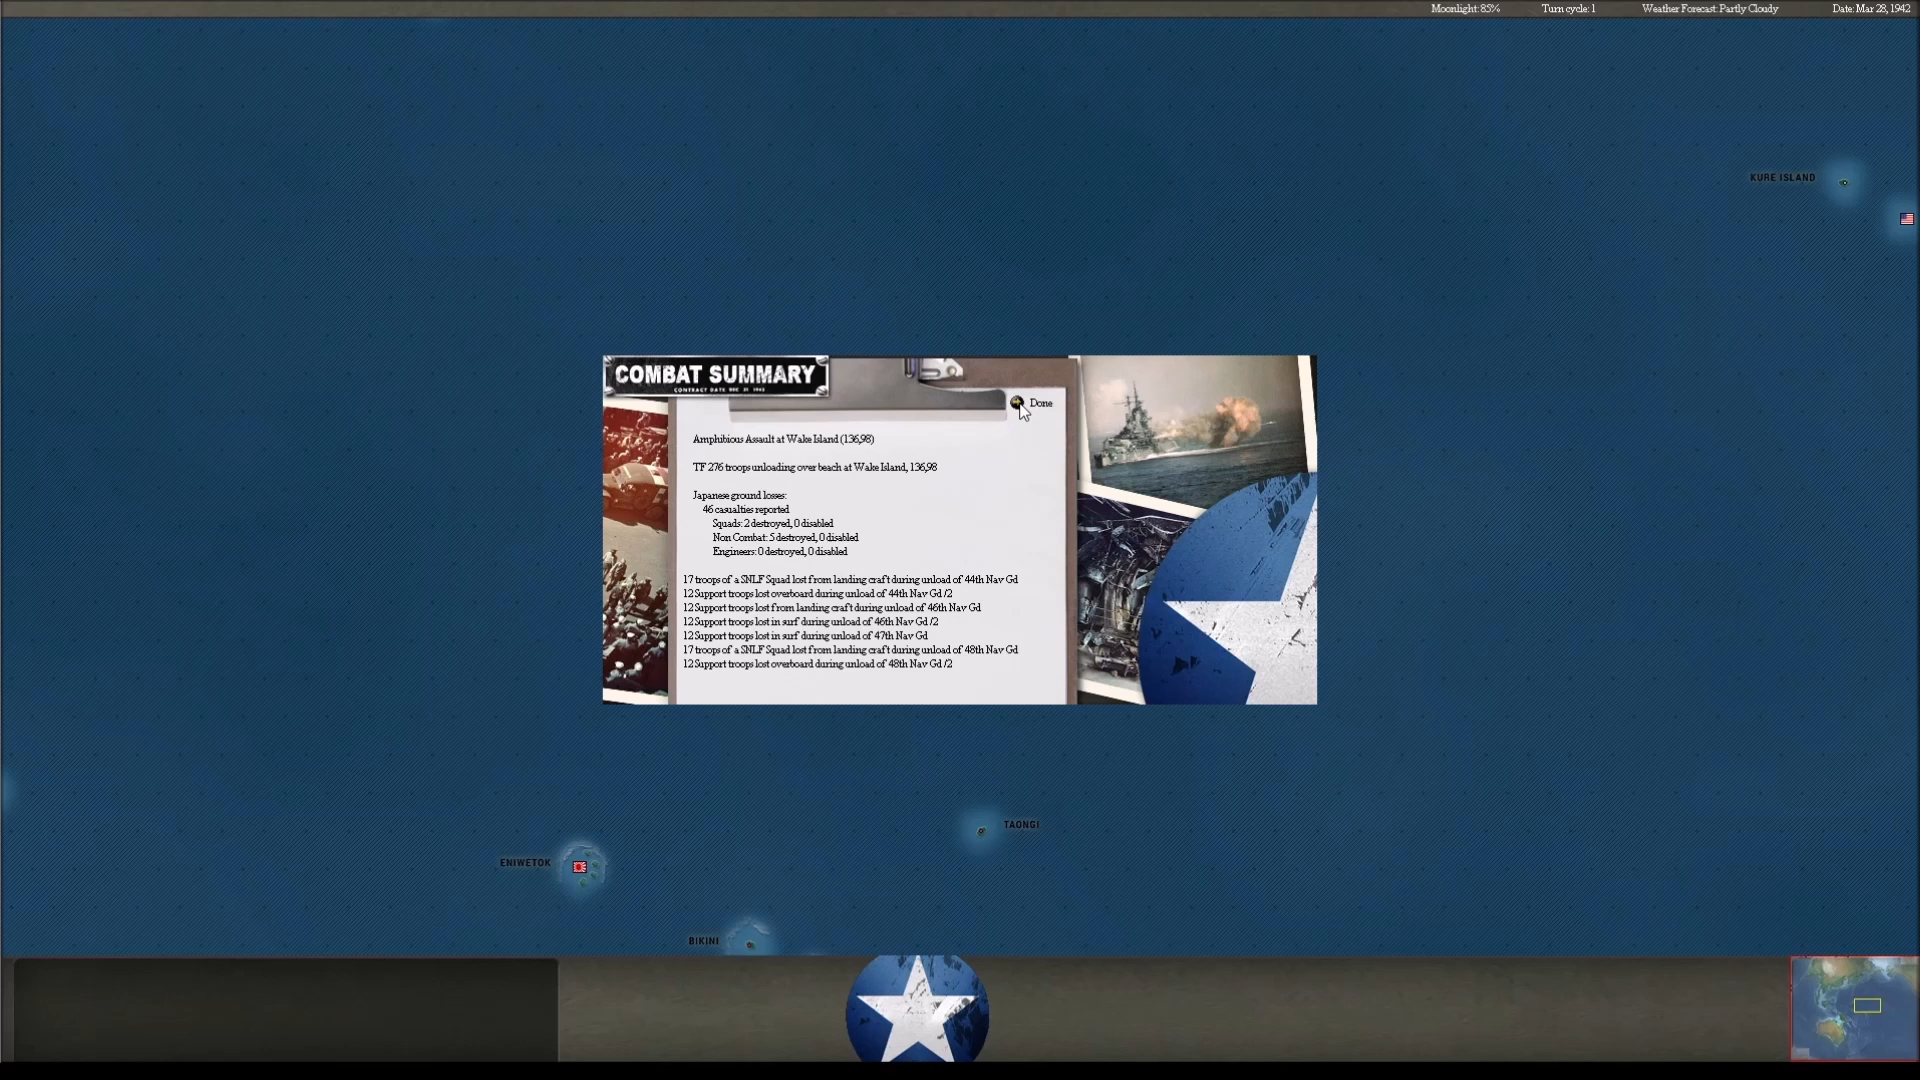 Moonlight: 85% Turn cycle: 1 Weather Forecast: Partly Cloudy Date: Mar 28, 1942
KURE ISLAND
COMBAT SUMMARY
CONTRACT DATE DEC 21 1942
Done
Amphibious Assault at Wake Island (136,98)
TF 276 troops unloading over beach at Wake Island, 136,98
Japanese ground losses:
46 casualties reported
Squads: 2 destroyed, 0 disabled
Non Combat: 5 destroyed, 0 disabled
Engineers: 0 destroyed, 0 disabled
17 troops of a SNLF Squad lost from landing craft during unload of 44th Nav Gd
12 Support troops lost overboard during unload of 44th Nav Gd /2
12 Support troops lost from landing craft during unload of 46th Nav Gd
12 Support troops lost in surf during unload of 46th Nav Gd /2
12 Support troops lost in surf during unload of 47th Nav Gd
17 troops of a SNLF Squad lost from landing craft during unload of 48th Nav Gd
12 Support troops lost overboard during unload of 48th Nav Gd /2
TAONGI
ENIWETOK
BIKINI